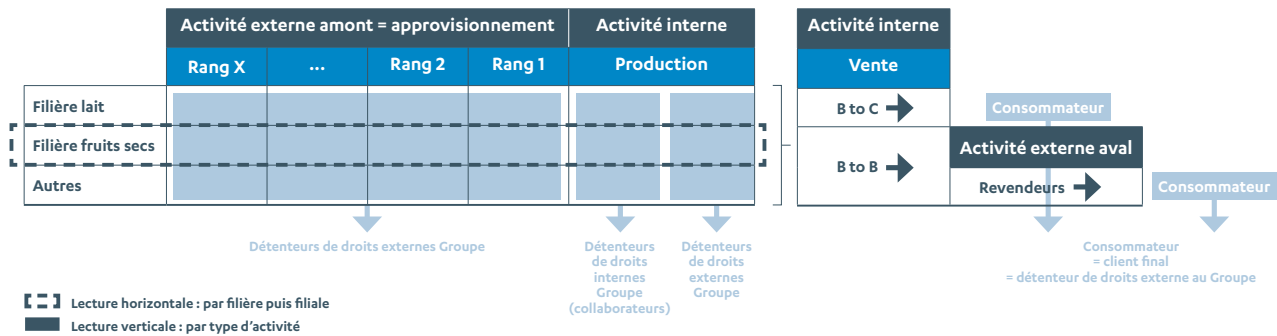 Activité externe amont = approvisionnement
Activité interne
Activité interne
Rang X
...
Rang 2
Rang 1
Production
Vente
Filière lait
B to C
Consommateur
Filière fruits secs
Activité externe aval
B to B
Autres
Revendeurs
Consommateur
Détenteurs de droits externes Groupe
Détenteurs
de droits
internes
Groupe
(collaborateurs)
Détenteurs
de droits
externes
Groupe
Consommateur
= client final
= détenteur de droits externe au Groupe
Lecture horizontale : par filière puis filiale
Lecture verticale : par type d'activité